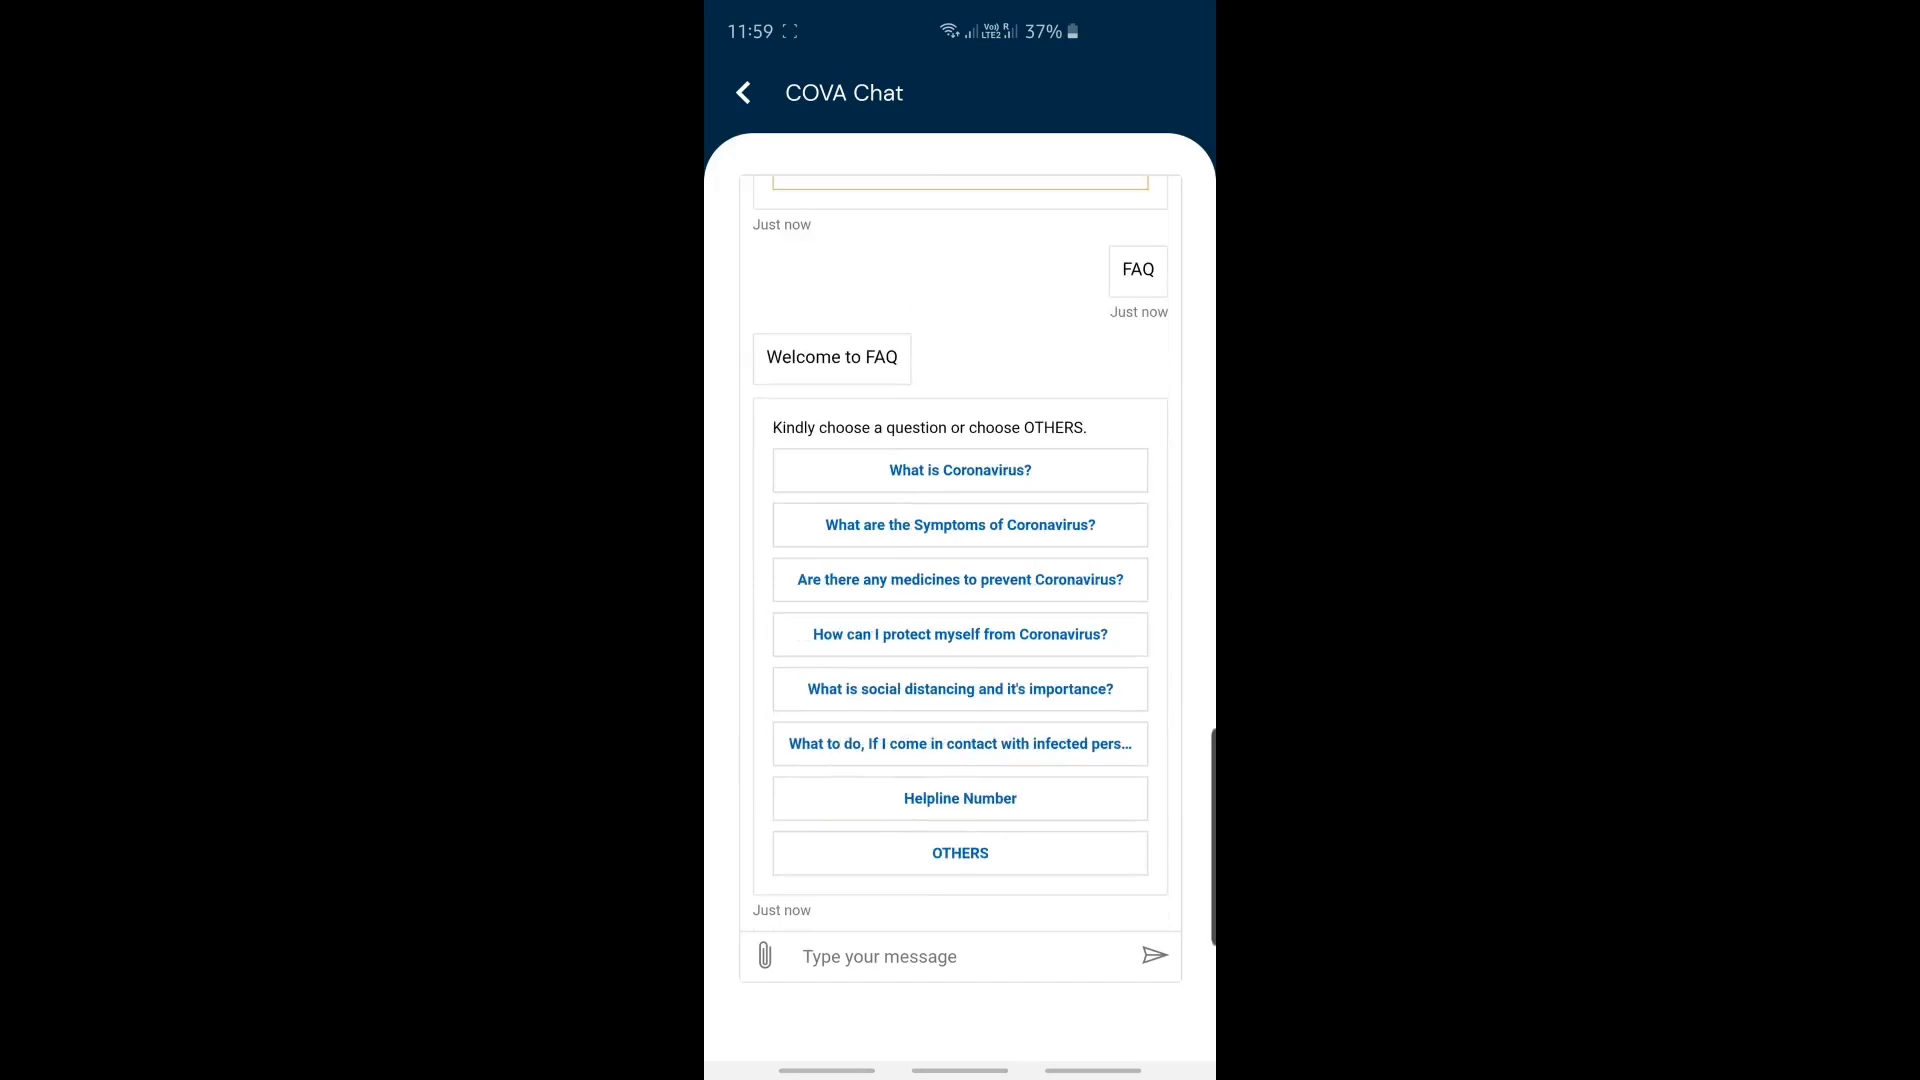 11:59 Vo) R LTE2 37%
COVA Chat
Just now
FAQ
Just now
Welcome to FAQ
Kindly choose a question or choose OTHERS.
What is Coronavirus?
What are the Symptoms of Coronavirus?
Are there any medicines to prevent Coronavirus?
How can I protect myself from Coronavirus?
What is social distancing and it's importance?
What to do, If I come in contact with infected pers...
Helpline Number
OTHERS
Just now
Type your message